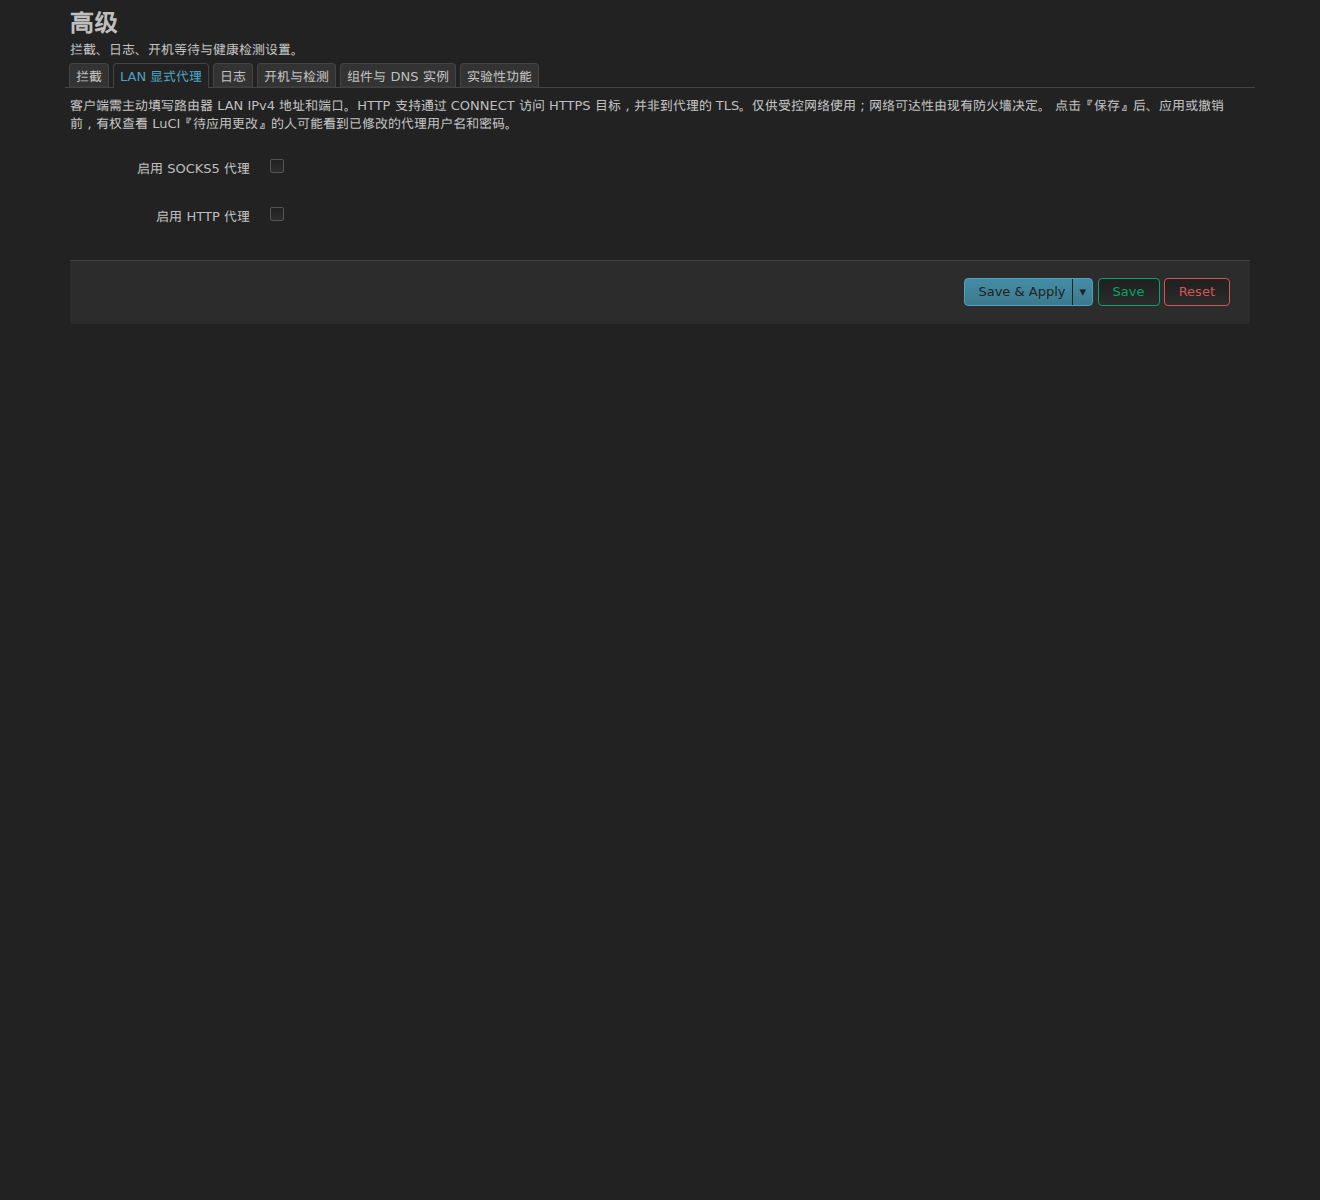 高级
拦截、日志、开机等待与健康检测设置。
拦截 LAN 显式代理 日志 开机与检测 组件与 DNS 实例 实验性功能
客户端需主动填写路由器 LAN IPv4 地址和端口。HTTP 支持通过 CONNECT 访问 HTTPS 目标，并非到代理的 TLS。仅供受控网络使用；网络可达性由现有防火墙决定。 点击『保存』后、应用或撤销
前，有权查看 LuCI『待应用更改』的人可能看到已修改的代理用户名和密码。
启用 SOCKS5 代理
启用 HTTP 代理
Save & Apply ▾ Save Reset